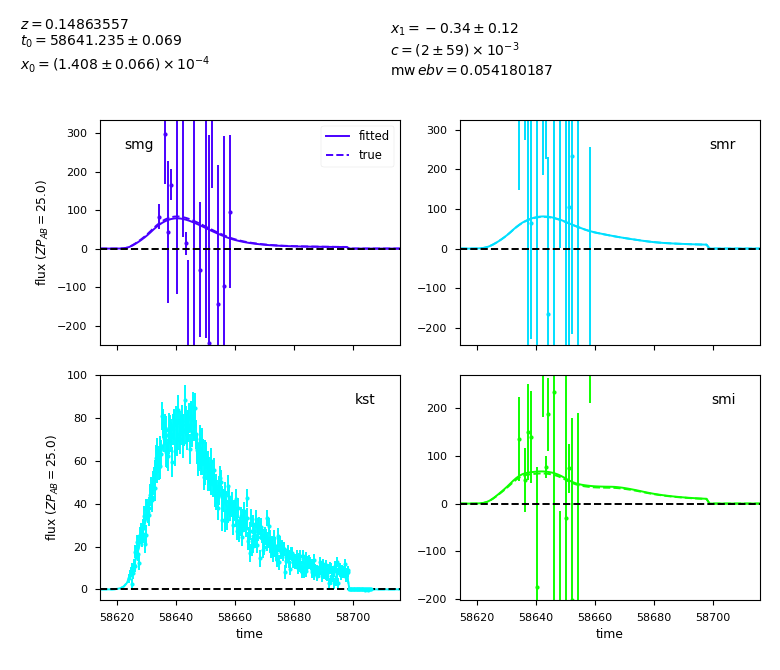 z = 0.14863557
t₀ = 58641.235 ± 0.069
x₀ = (1.408 ± 0.066) × 10⁻⁴
x₁ = −0.34 ± 0.12
c = (2 ± 59) × 10⁻³
mw ebv = 0.054180187
smg
fitted
true
300
200
100
0
−100
−200
flux (ZP_AB = 25.0)
smr
300
200
100
0
−100
−200
kst
100
80
60
40
20
0
flux (ZP_AB = 25.0)
58620 58640 58660 58680 58700
time
smi
200
100
0
−100
−200
58620 58640 58660 58680 58700
time